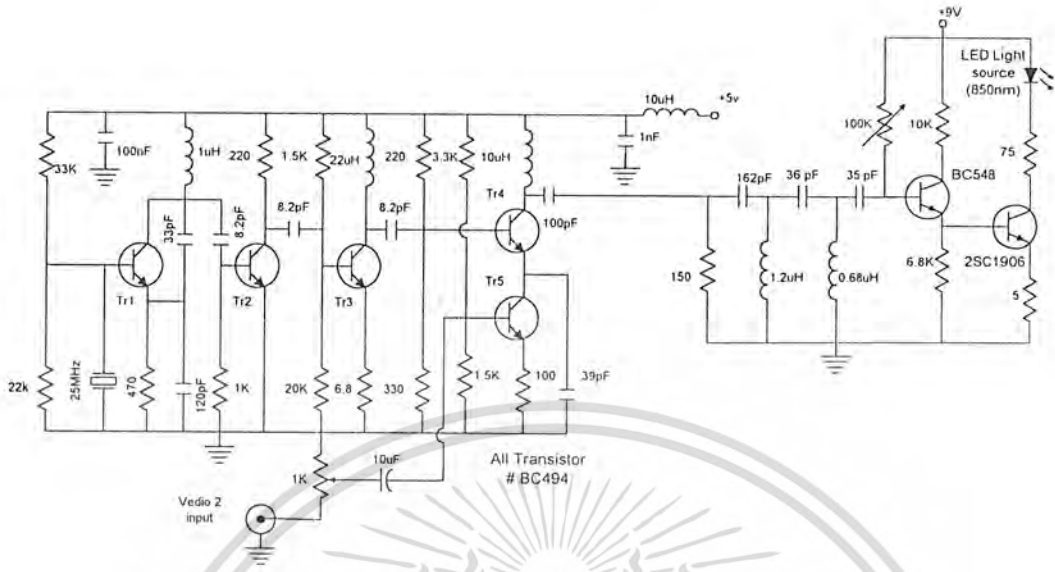 +9V
LED Light
source
(850nm)
10uH
+5v
33K
100nF
1uH
220
1.5K
22uH
220
3.3K
10uH
1nF
100K
10K
75
Tr4
162pF
36 pF
35 pF
BC548
8.2pF
8.2pF
100pF
33pF
8.2pF
Tr1
Tr2
Tr3
Tr5
150
1.2uH
0.68uH
6.8K
2SC1906
5
22k
25MHz
470
120pF
1K
20K
6.8
330
1.5K
100
39pF
1K
10uF
All Transistor
# BC494
Vedio 2
input